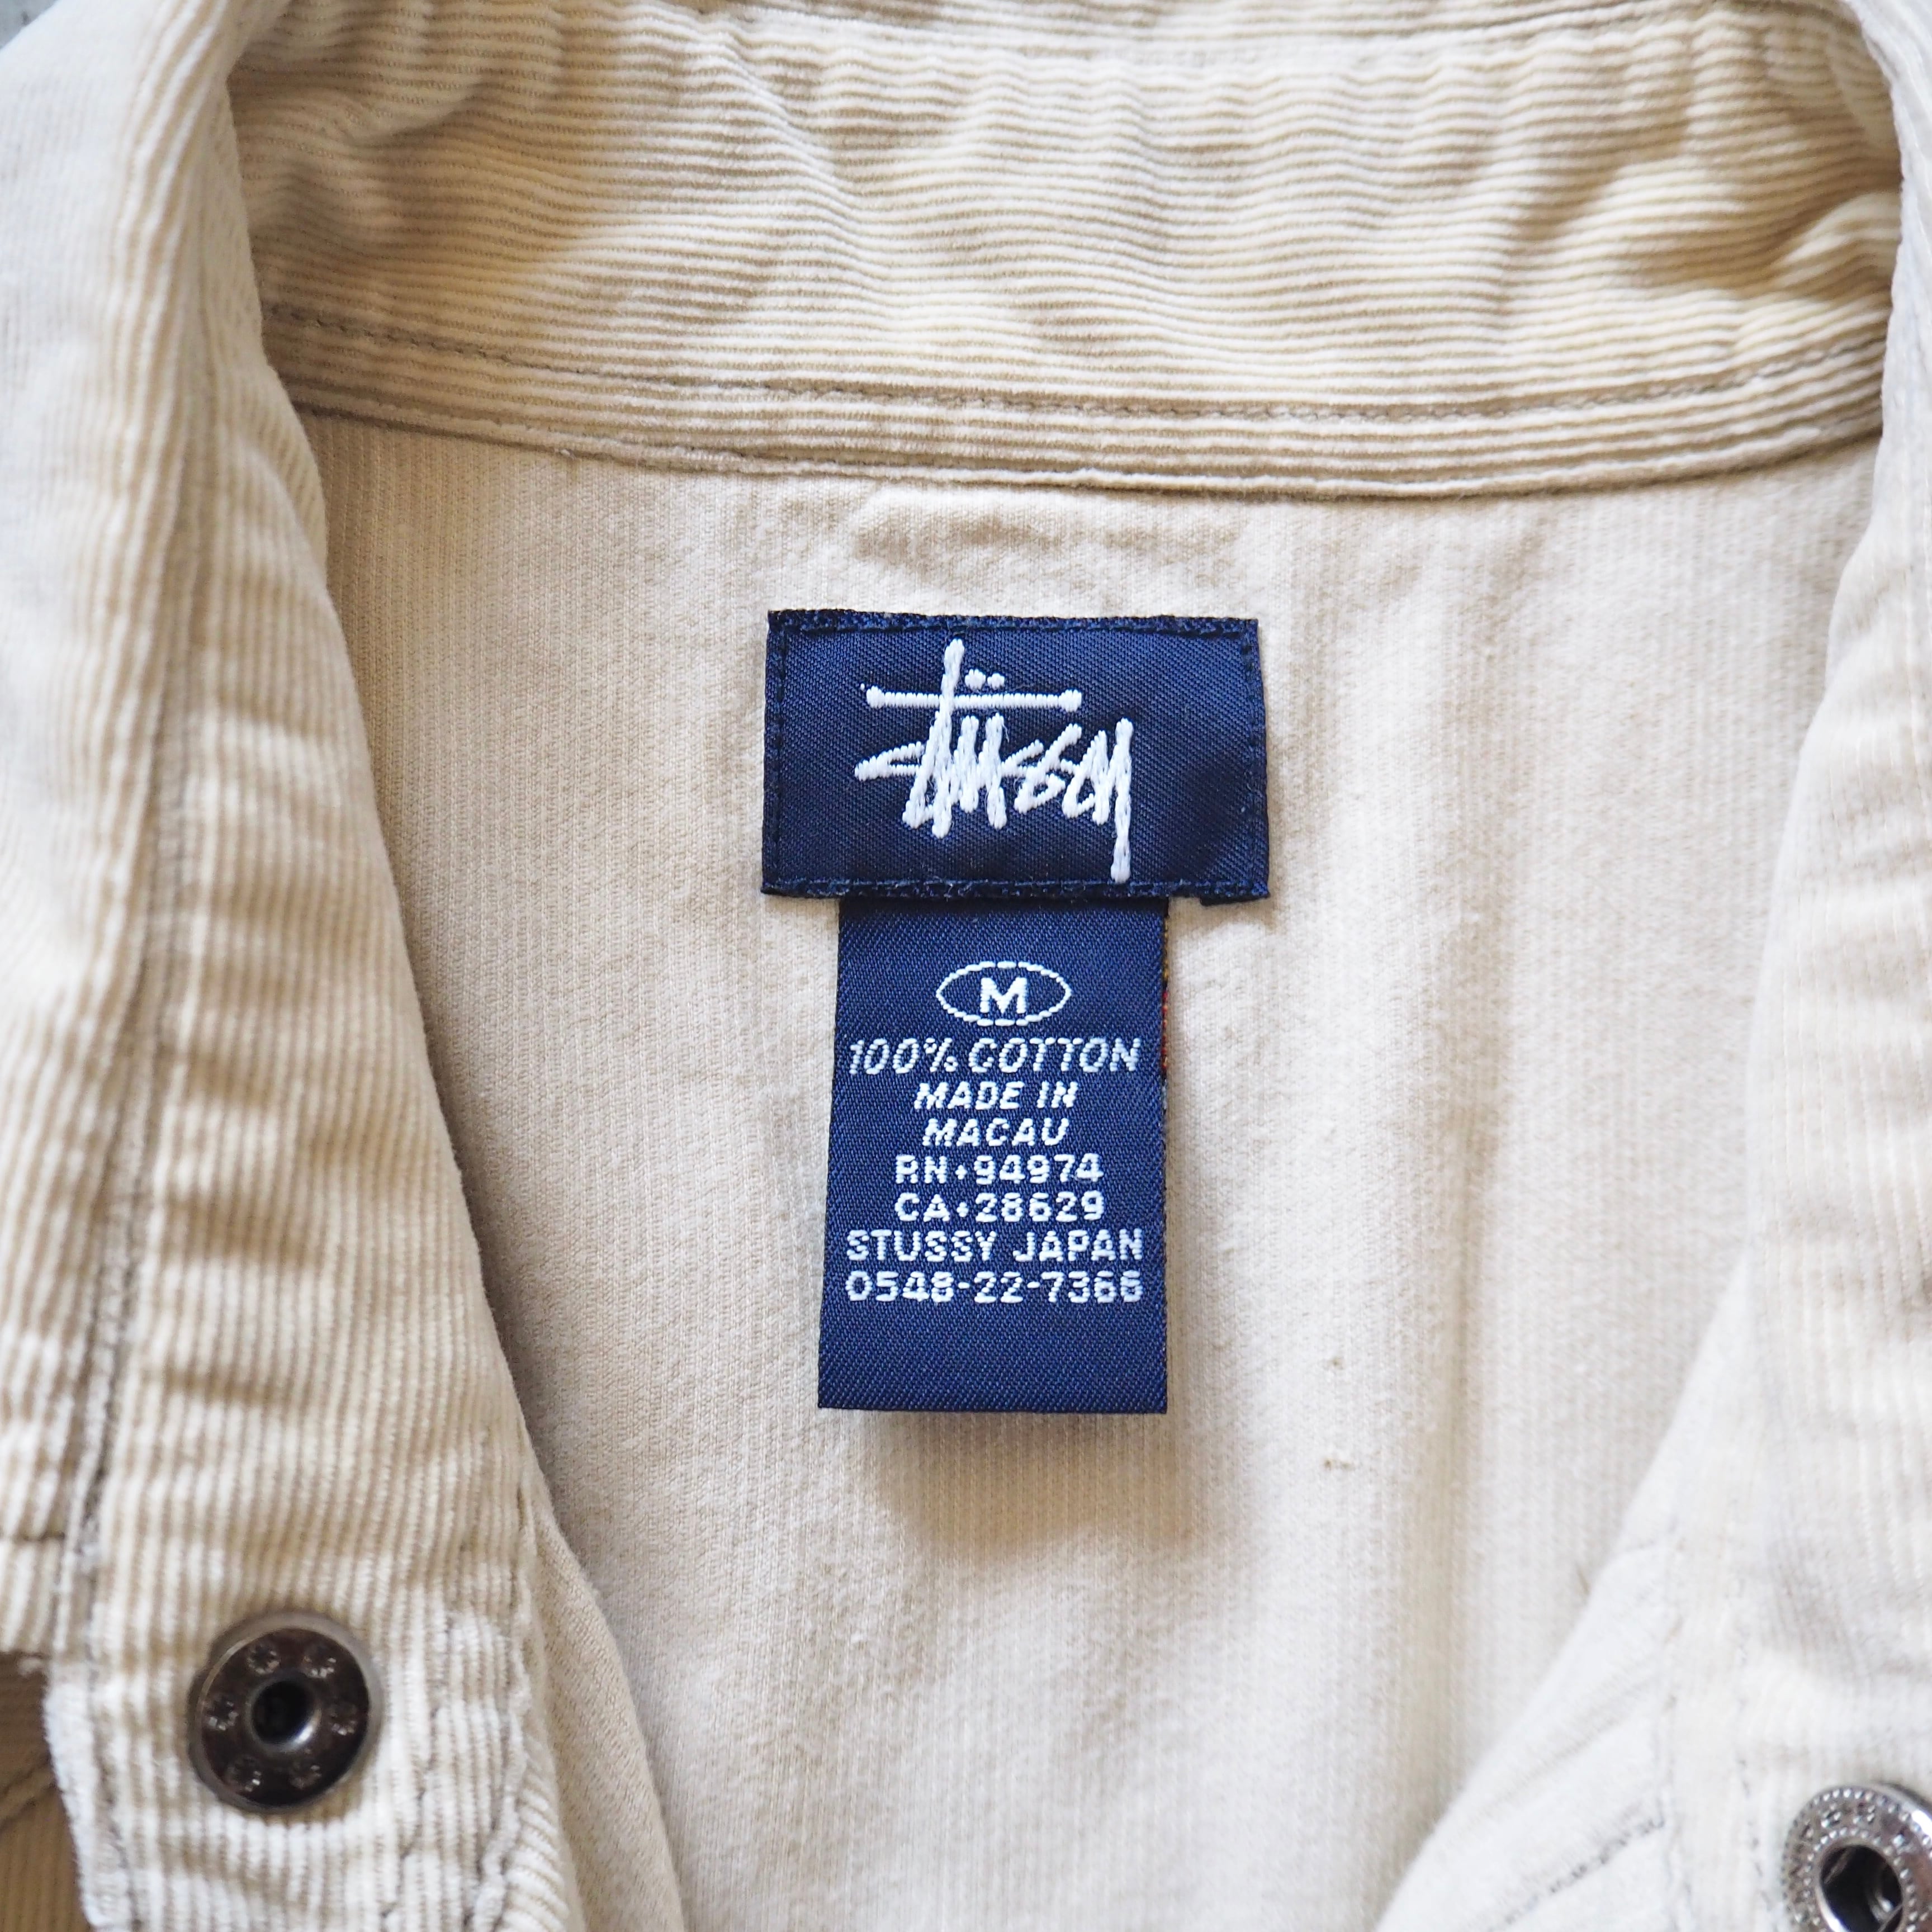 Stüssy
M
100% COTTON
MADE IN
MACAU
RN•94974
CA•28629
STUSSY JAPAN
0548-22-7366